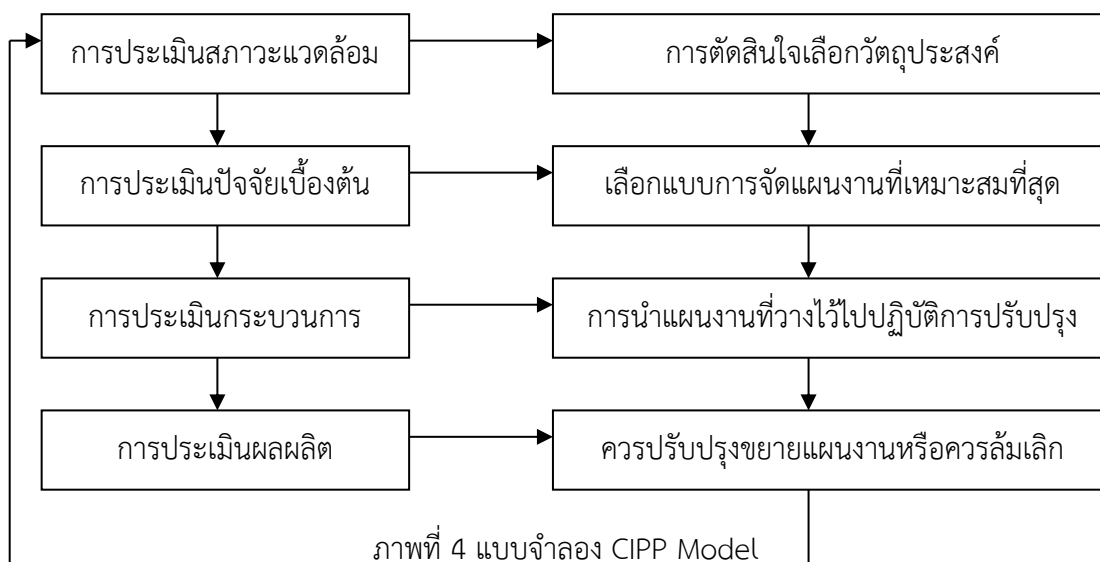 การประเมินสภาวะแวดล้อม
การตัดสินใจเลือกวัตถุประสงค์
การประเมินปัจจัยเบื้องต้น
เลือกแบบการจัดแผนงานที่เหมาะสมที่สุด
การประเมินกระบวนการ
การนำแผนงานที่วางไว้ไปปฏิบัติการปรับปรุง
การประเมินผลผลิต
ควรปรับปรุงขยายแผนงานหรือควรล้มเลิก
ภาพที่ 4 แบบจำลอง CIPP Model